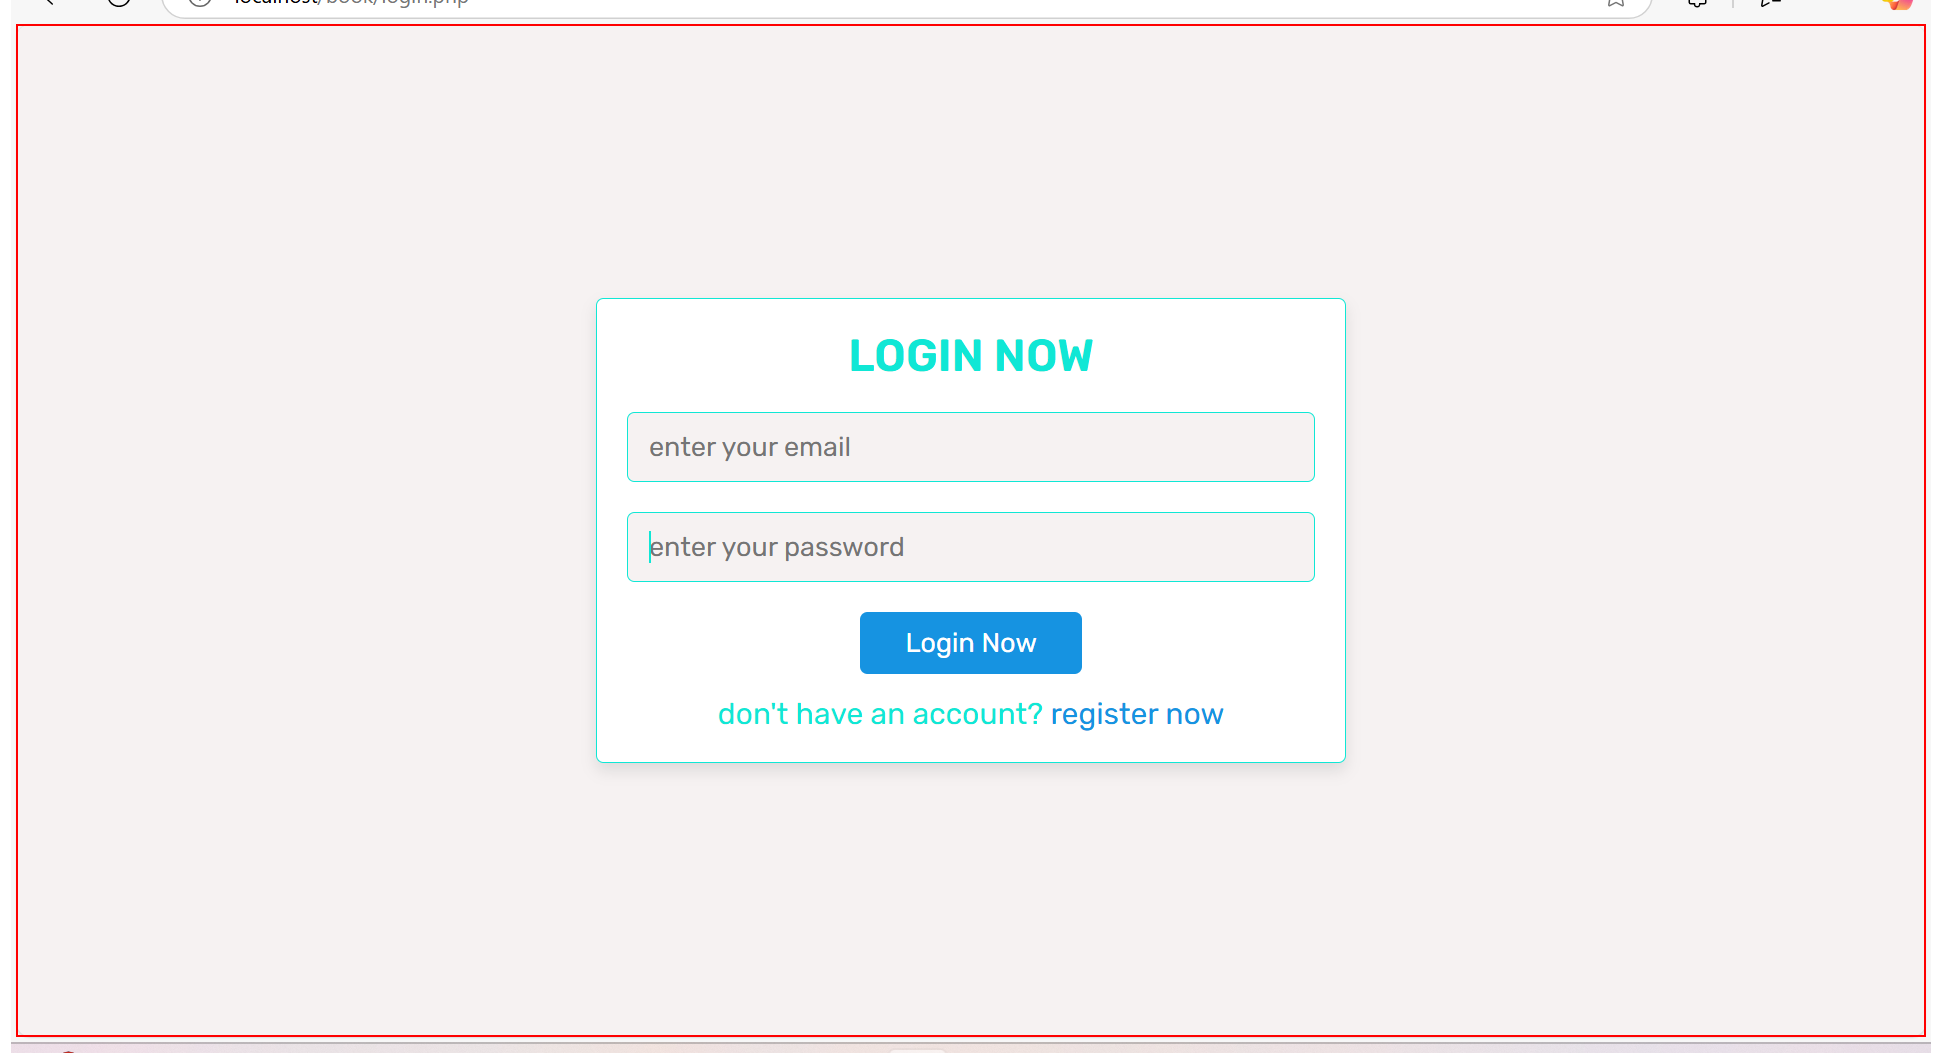 localhost/book/login.php
LOGIN NOW
enter your email
enter your password
Login Now
don't have an account? register now